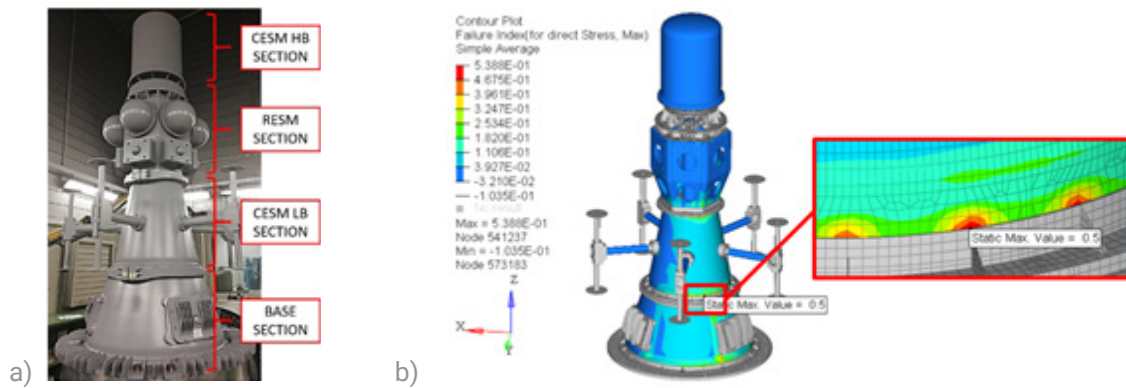 CESM HB
SECTION
RESM
SECTION
CESM LB
SECTION
BASE
SECTION
a)
Contour Plot
Failure Index(for direct Stress, Max)
Simple Average
5.388E-01
4.675E-01
3.961E-01
3.247E-01
2.534E-01
1.820E-01
1.106E-01
3.927E-02
-3.210E-02
-1.035E-01
No result
Max = 5.388E-01
Node 541237
Min = -1.035E-01
Node 573183
Z
X
Y
Static Max. Value = 0.5
Static Max. Value = 0.5
b)